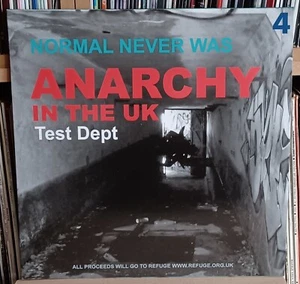 4
NORMAL NEVER WAS
ANARCHY
IN THE UK
Test Dept
ALL PROCEEDS WILL GO TO REFUGE WWW.REFUGE.ORG.UK